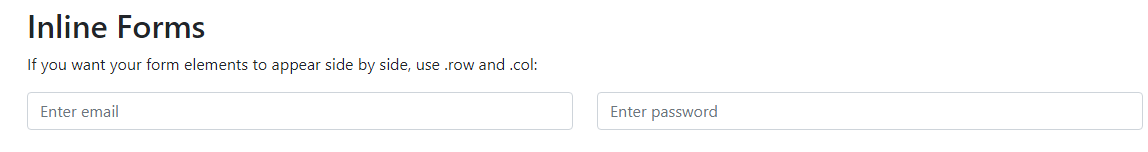 Inline Forms
If you want your form elements to appear side by side, use .row and .col:
Enter email Enter password